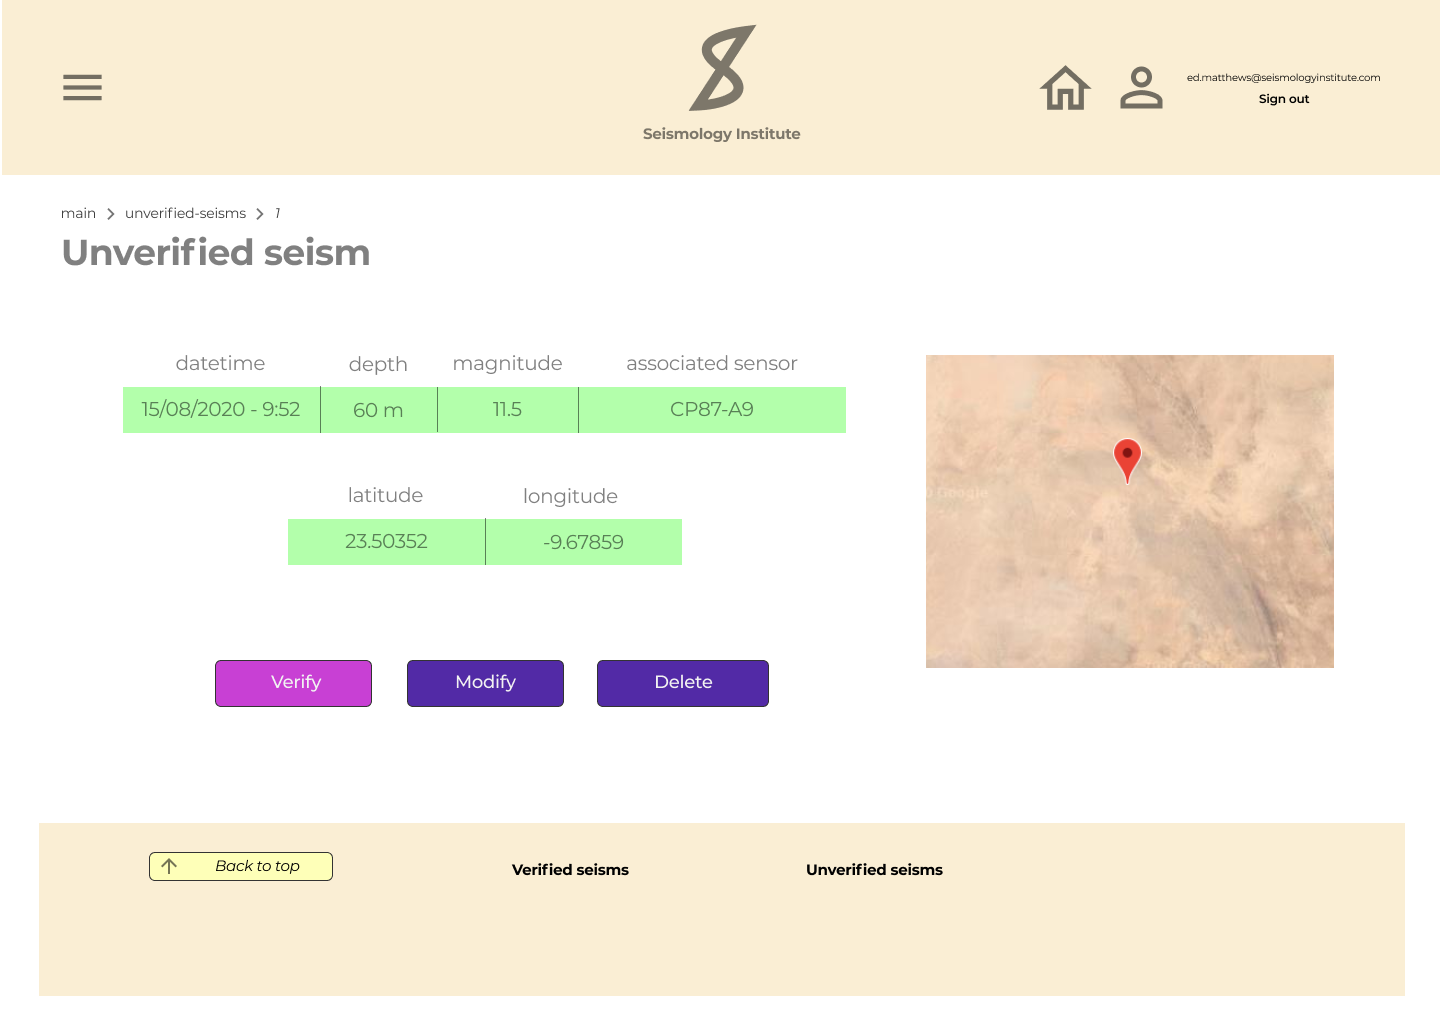 Seismology Institute
ed.matthews@seismologyinstitute.com
Sign out
main > unverified-seisms > 1
Unverified seism
datetime depth magnitude associated sensor
15/08/2020 - 9:52 60 m 11.5 CP87-A9
latitude longitude
23.50352 -9.67859
Google
Verify Modify Delete
Back to top Verified seisms Unverified seisms